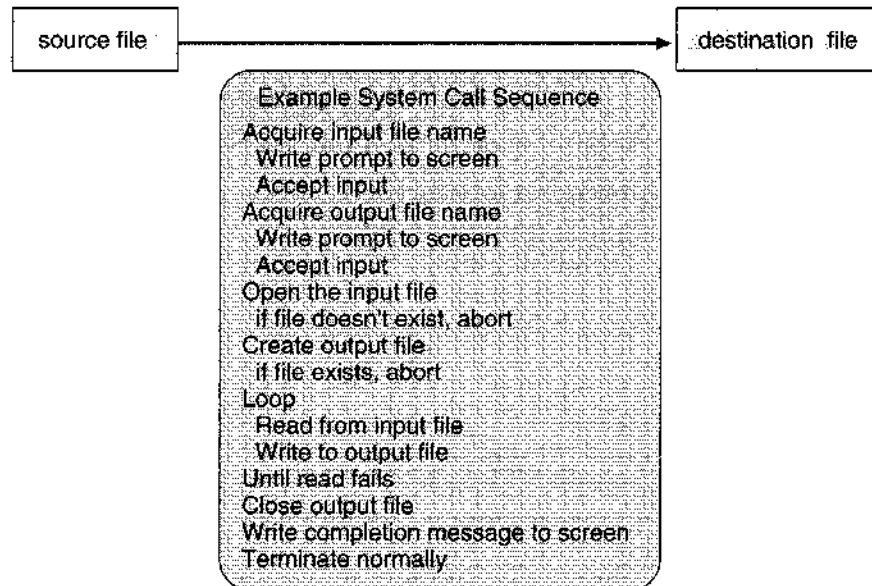 source file
destination file
Example System Call Sequence
Acquire input file name
Write prompt to screen
Accept input
Acquire output file name
Write prompt to screen
Accept input
Open the input file
if file doesn't exist, abort
Create output file
if file exists, abort
Loop
Read from input file
Write to output file
Until read fails
Close output file
Write completion message to screen
Terminate normally